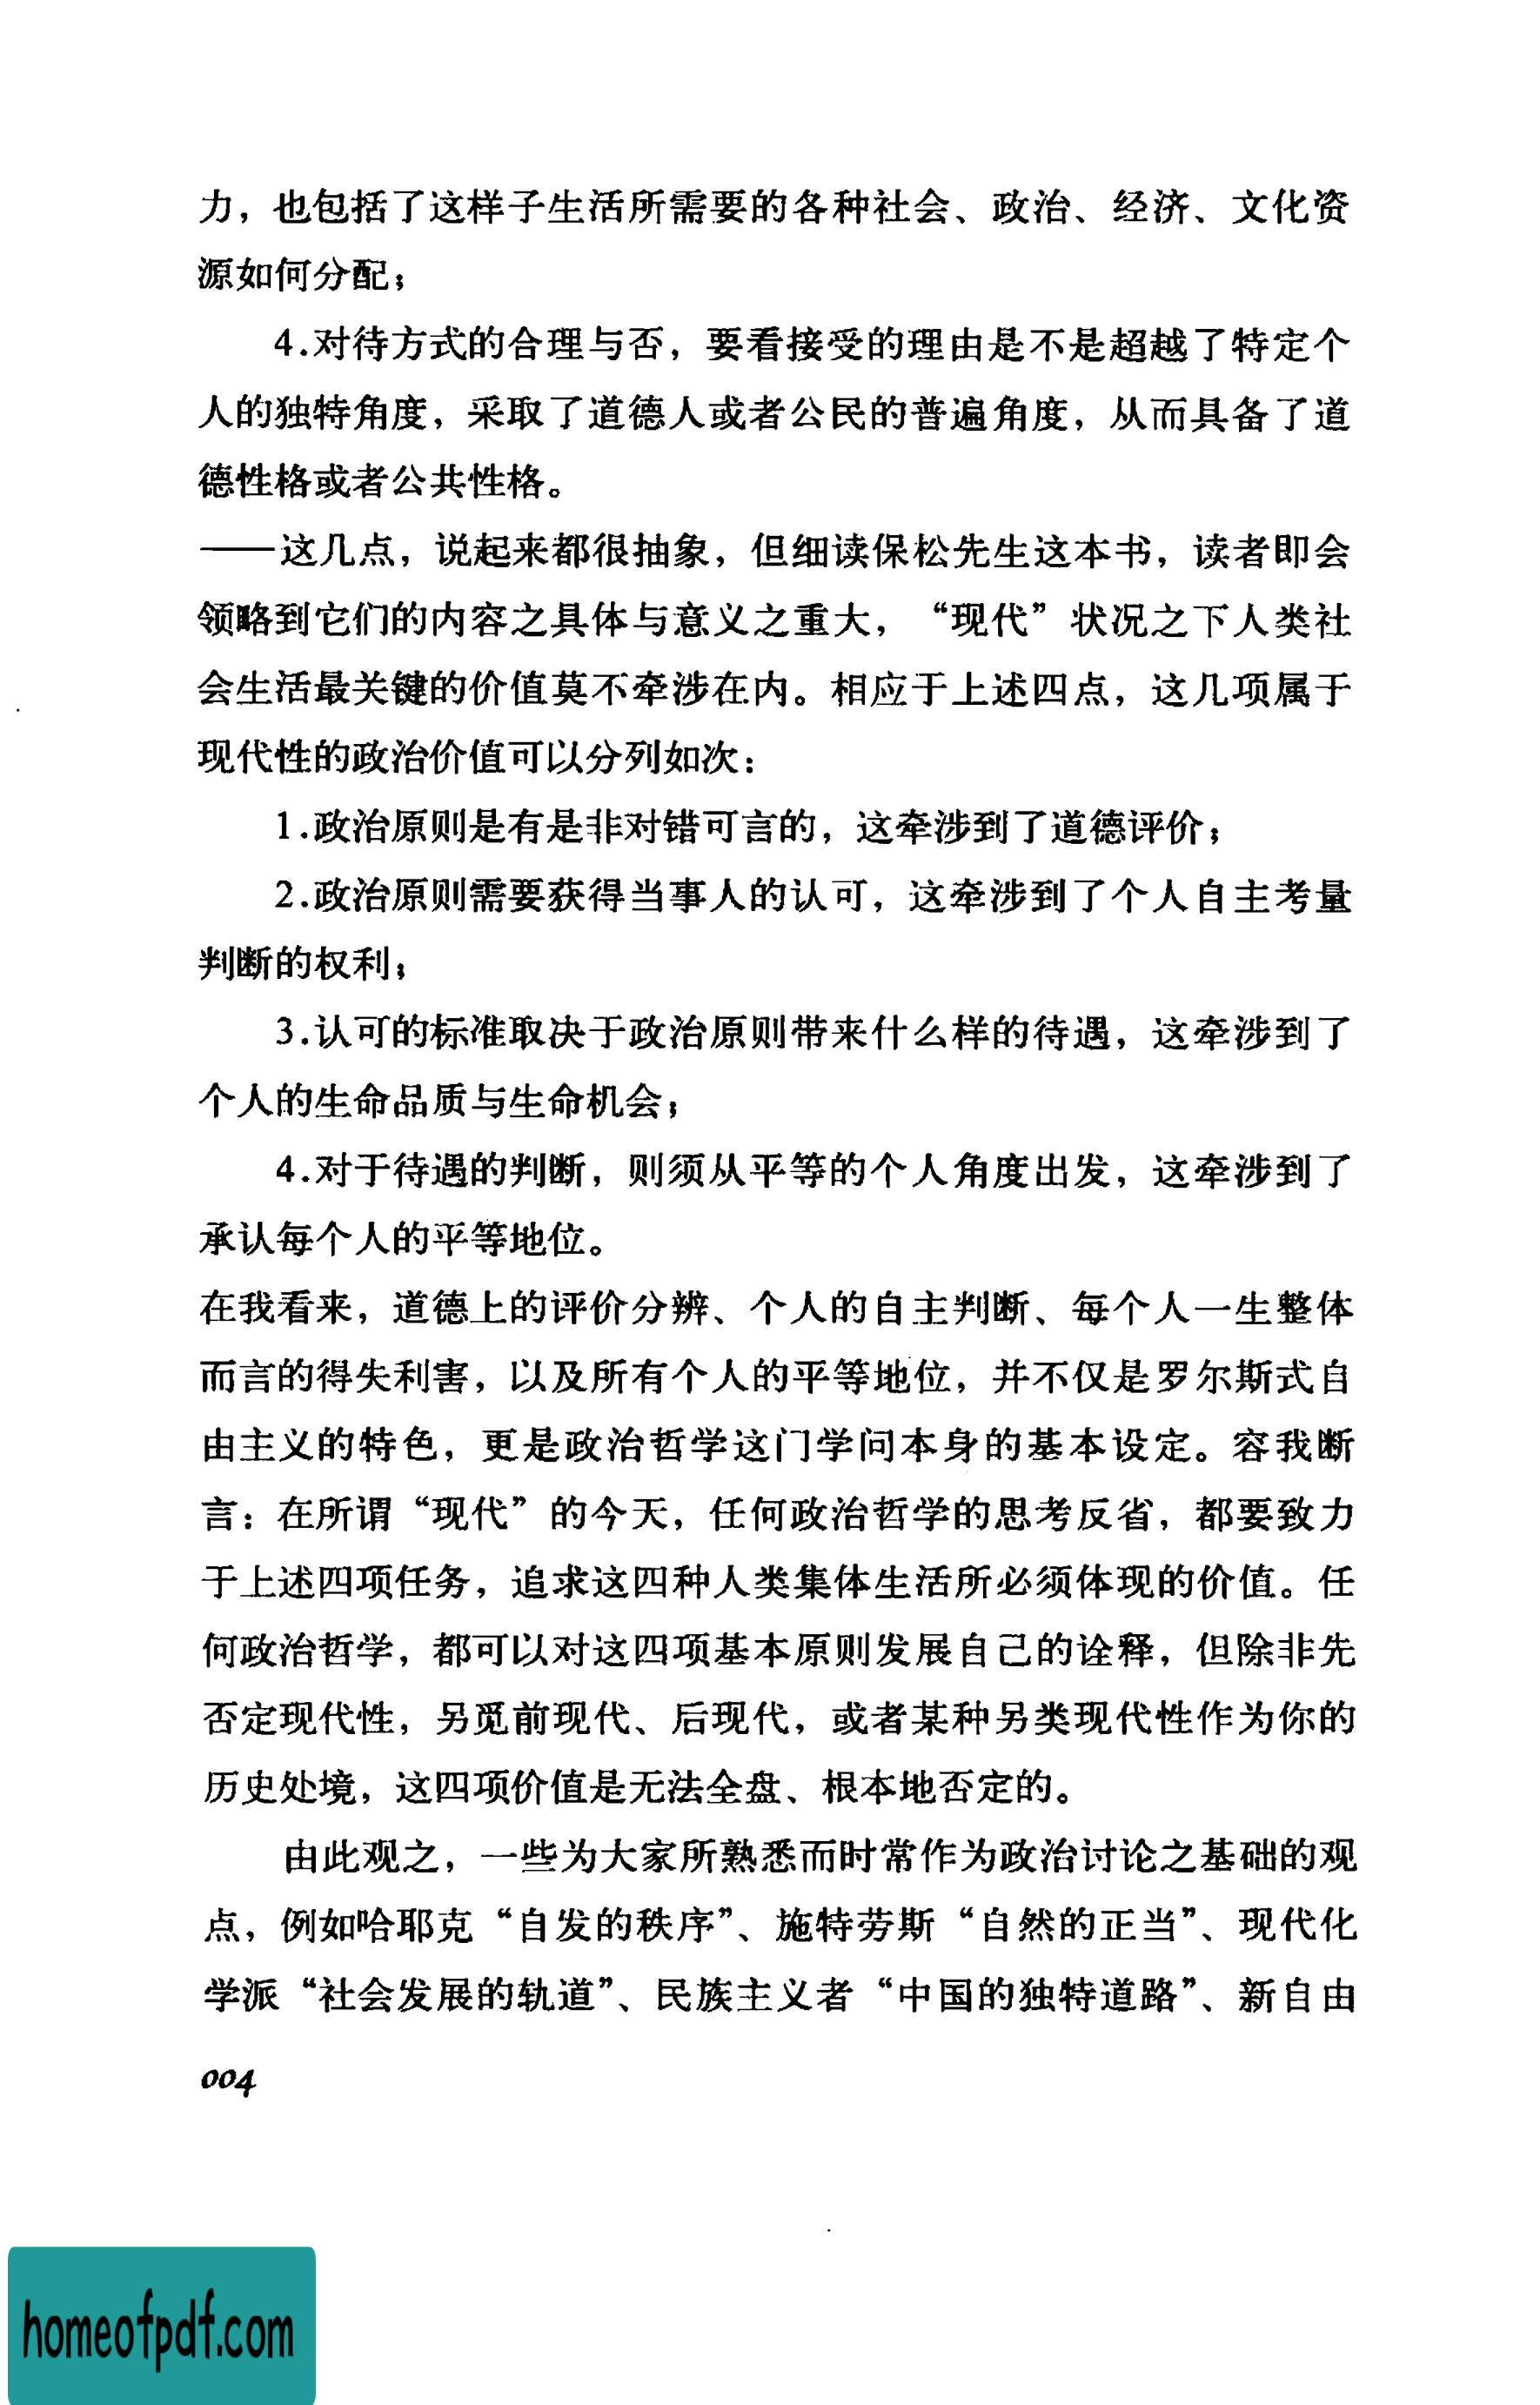 力，也包括了这样子生活所需要的各种社会、政治、经济、文化资
源如何分配；
4.对待方式的合理与否，要看接受的理由是不是超越了特定个
人的独特角度，采取了道德人或者公民的普遍角度，从而具备了道
德性格或者公共性格。
——这几点，说起来都很抽象，但细读保松先生这本书，读者即会
领略到它们的内容之具体与意义之重大，“现代”状况之下人类社
会生活最关键的价值莫不牵涉在内。相应于上述四点，这几项属于
现代性的政治价值可以分列如次：
1.政治原则是有是非对错可言的，这牵涉到了道德评价；
2.政治原则需要获得当事人的认可，这牵涉到了个人自主考量
判断的权利；
3.认可的标准取决于政治原则带来什么样的待遇，这牵涉到了
个人的生命品质与生命机会；
4.对于待遇的判断，则须从平等的个人角度出发，这牵涉到了
承认每个人的平等地位。
在我看来，道德上的评价分辨、个人的自主判断、每个人一生整体
而言的得失利害，以及所有个人的平等地位，并不仅是罗尔斯式自
由主义的特色，更是政治哲学这门学问本身的基本设定。容我断
言：在所谓“现代”的今天，任何政治哲学的思考反省，都要致力
于上述四项任务，追求这四种人类集体生活所必须体现的价值。任
何政治哲学，都可以对这四项基本原则发展自己的诠释，但除非先
否定现代性，另觅前现代、后现代，或者某种另类现代性作为你的
历史处境，这四项价值是无法全盘、根本地否定的。
由此观之，一些为大家所熟悉而时常作为政治讨论之基础的观
点，例如哈耶克“自发的秩序”、施特劳斯“自然的正当”、现代化
学派“社会发展的轨道”、民族主义者“中国的独特道路”、新自由
004
homeofpdf.com